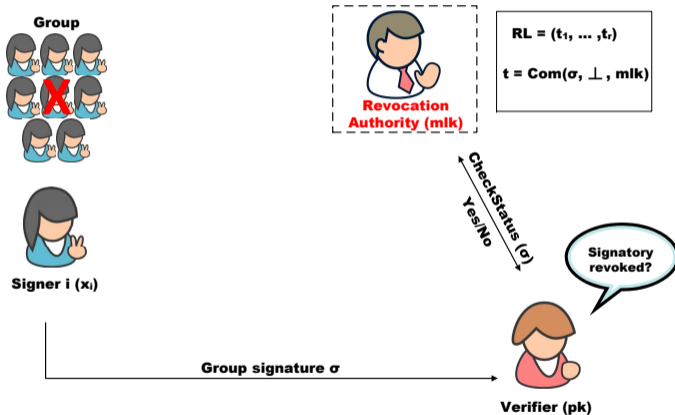 Group
Signer i (xᵢ)
Revocation
Authority (mlk)
RL = (t₁, ... ,tᵣ)
t = Com(σ, ⊥ , mlk)
CheckStatus (σ)
Yes/No
Signatory
revoked?
Group signature σ
Verifier (pk)